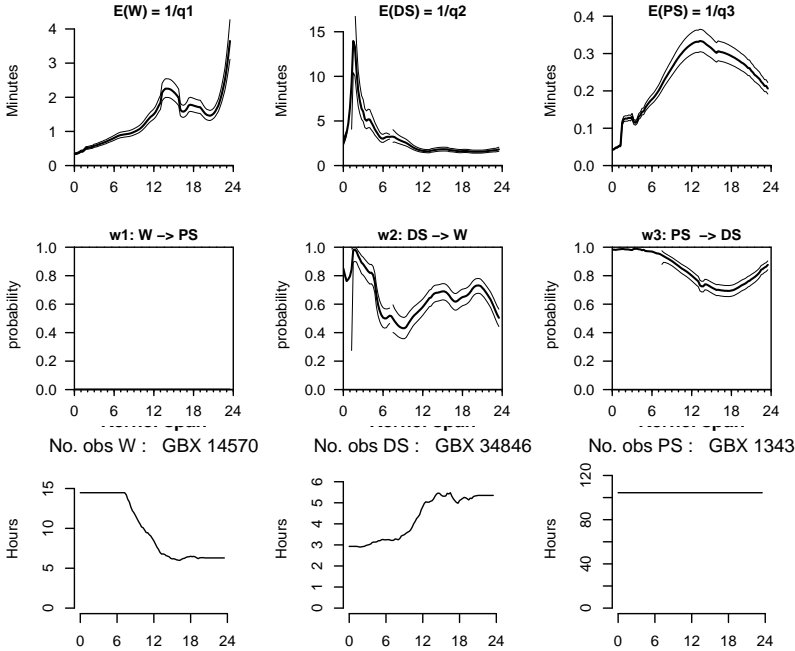 E(W) = 1/q1
E(DS) = 1/q2
E(PS) = 1/q3
Minutes
4
3
2
1
0
0 6 12 18 24
Minutes
15
10
5
0
0 6 12 18 24
Minutes
0.4
0.3
0.2
0.1
0.0
0 6 12 18 24
w1: W −> PS
w2: DS −> W
w3: PS −> DS
probability
1.0
0.8
0.6
0.4
0.2
0.0
0 6 12 18 24
probability
1.0
0.8
0.6
0.4
0.2
0.0
0 6 12 18 24
probability
1.0
0.8
0.6
0.4
0.2
0.0
0 6 12 18 24
No. obs W : GBX 14570
No. obs DS : GBX 34846
No. obs PS : GBX 1343
Hours
15
10
5
0
0 6 12 18 24
Hours
6
5
4
3
2
1
0
0 6 12 18 24
Hours
120
80
40
0
0 6 12 18 24